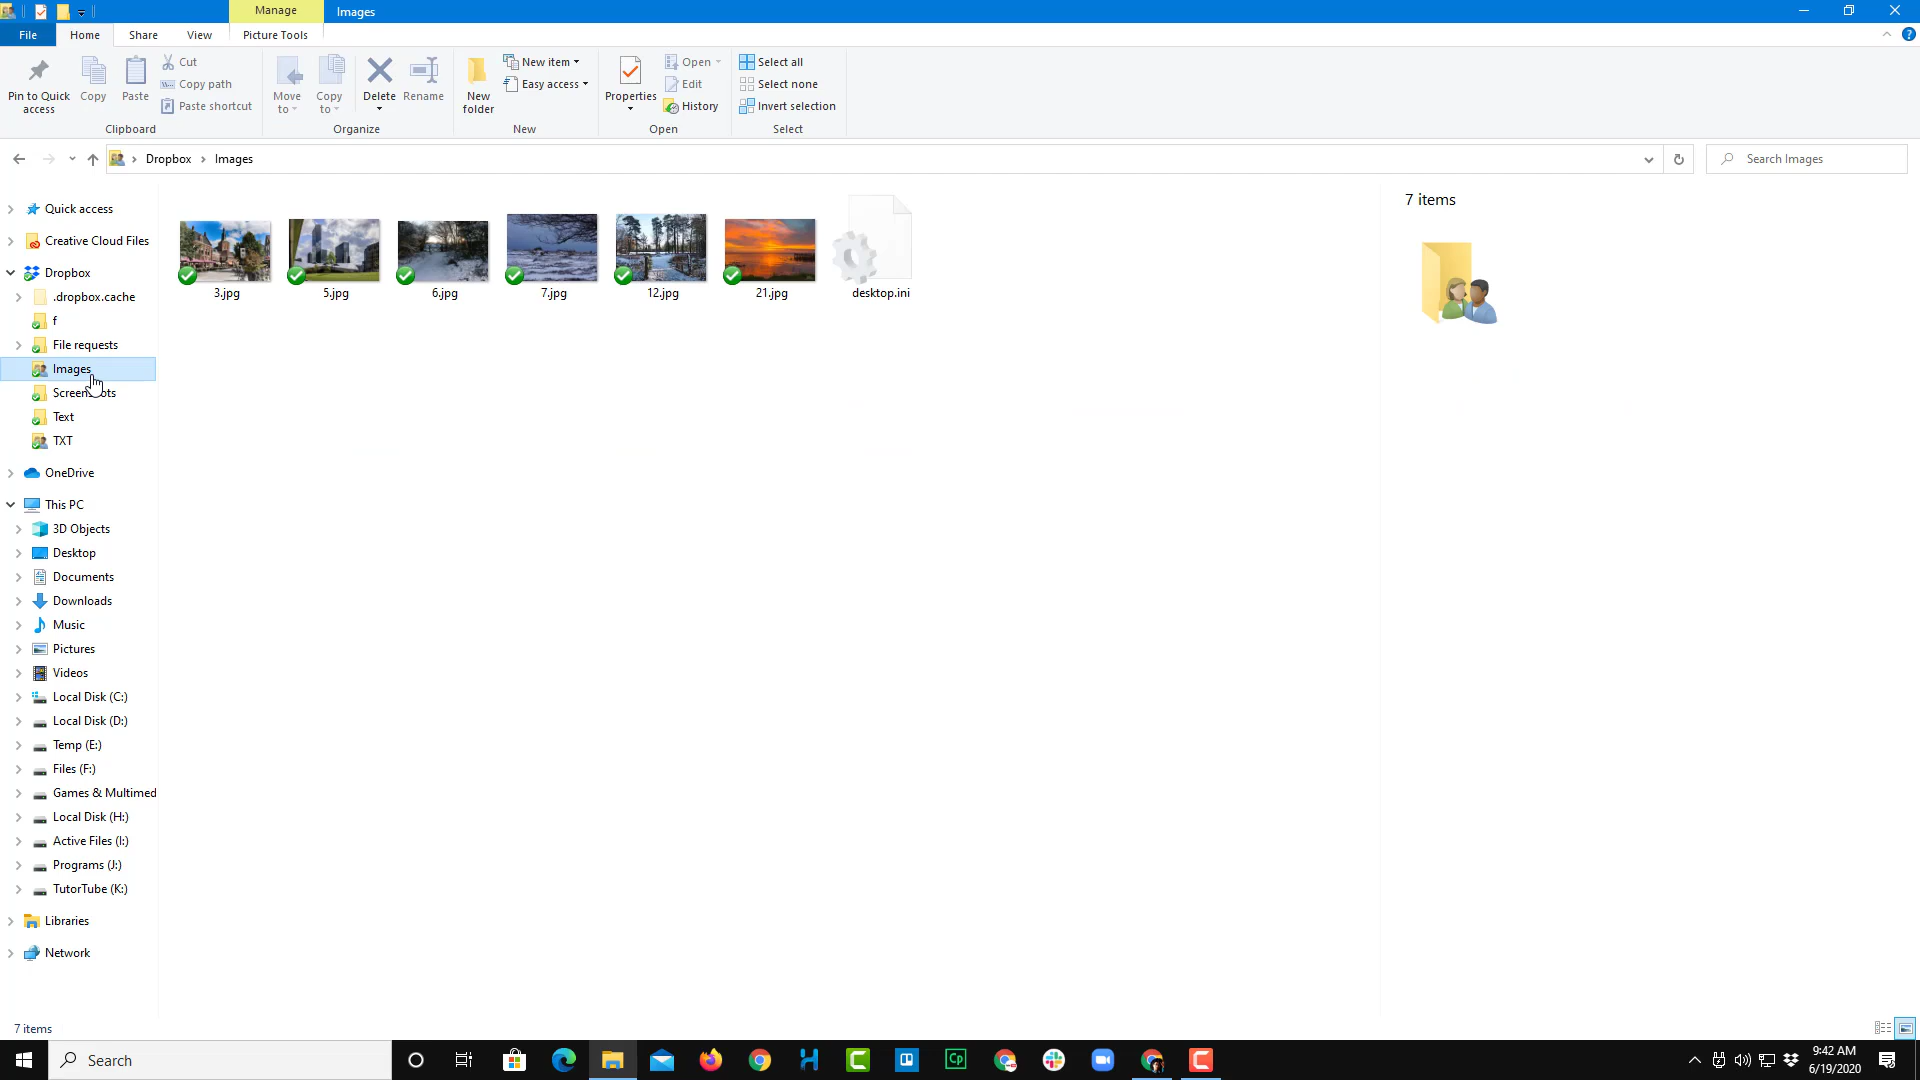 Manage
Images
File
Home
Share
View
Picture Tools
Pin to Quick access
Copy
Paste
Cut
Copy path
Paste shortcut
Clipboard
Move to
Copy to
Delete
Rename
Organize
New folder
New item
Easy access
New
Properties
Open
Edit
History
Open
Select all
Select none
Invert selection
Select
Dropbox
Images
Search Images
Quick access
Creative Cloud Files
Dropbox
.dropbox.cache
f
File requests
Images
Screenshots
Text
TXT
OneDrive
This PC
3D Objects
Desktop
Documents
Downloads
Music
Pictures
Videos
Local Disk (C:)
Local Disk (D:)
Temp (E:)
Files (F:)
Games & Multimed
Local Disk (H:)
Active Files (I:)
Programs (J:)
TutorTube (K:)
Libraries
Network
3.jpg
5.jpg
6.jpg
7.jpg
12.jpg
21.jpg
desktop.ini
7 items
7 items
Search
Cp
9:42 AM
6/19/2020